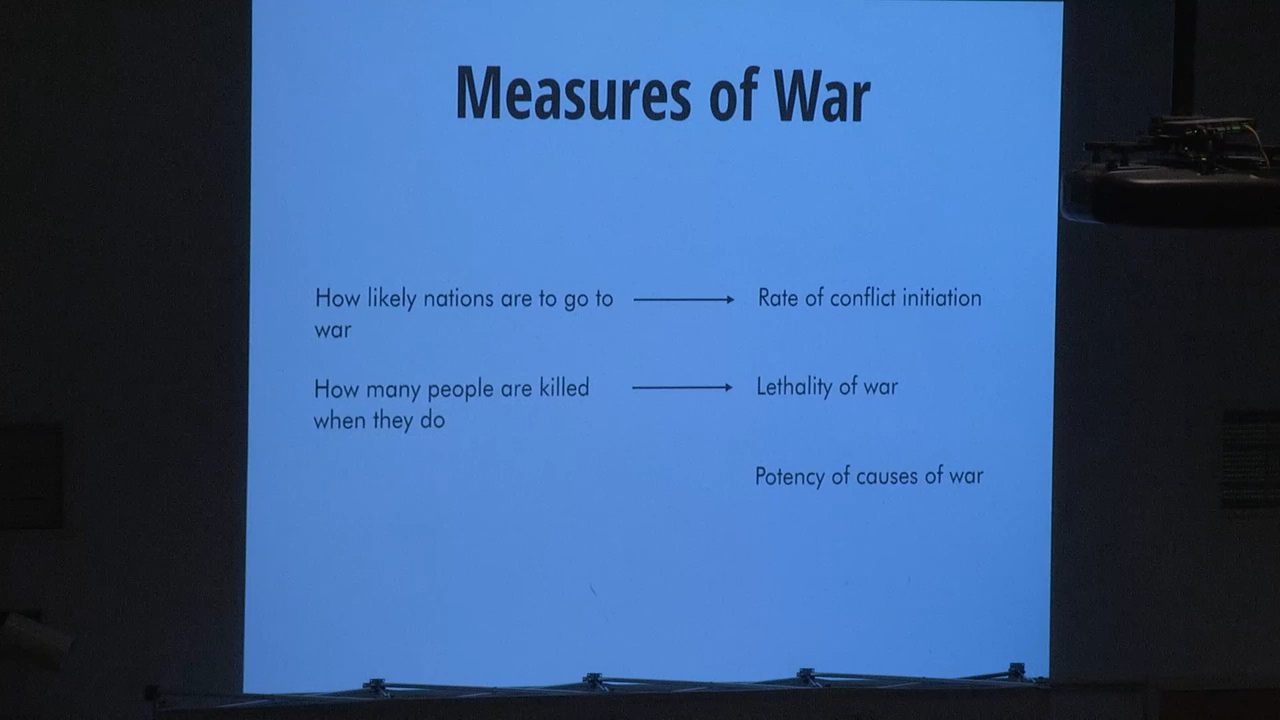 Measures of War
How likely nations are to go to
war
Rate of conflict initiation
How many people are killed
when they do
Lethality of war
Potency of causes of war